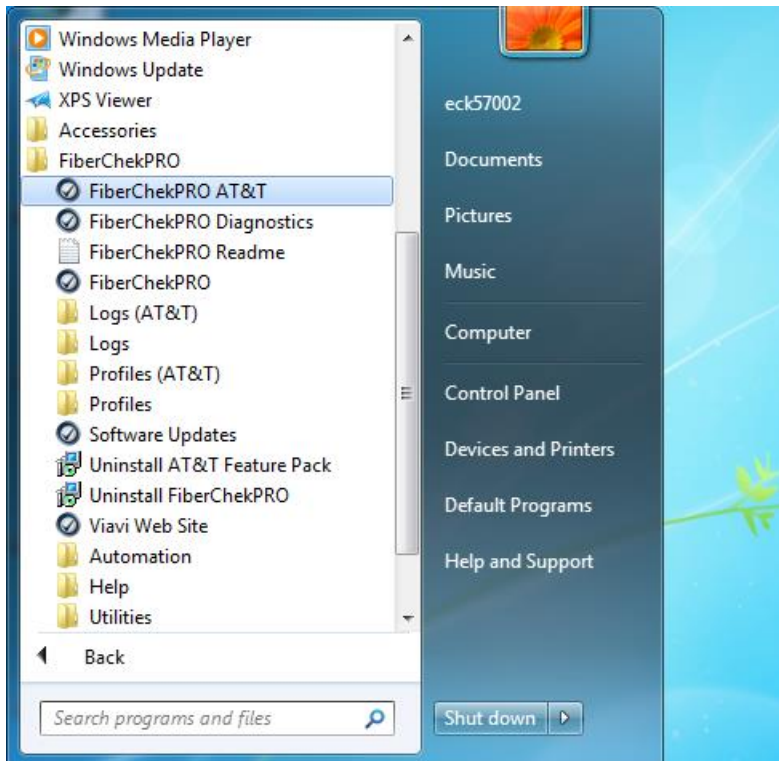 Windows Media Player
Windows Update
XPS Viewer
Accessories
FiberChekPRO
FiberChekPRO AT&T
FiberChekPRO Diagnostics
FiberChekPRO Readme
FiberChekPRO
Logs (AT&T)
Logs
Profiles (AT&T)
Profiles
Software Updates
Uninstall AT&T Feature Pack
Uninstall FiberChekPRO
Viavi Web Site
Automation
Help
Utilities
Back
Search programs and files
eck57002
Documents
Pictures
Music
Computer
Control Panel
Devices and Printers
Default Programs
Help and Support
Shut down